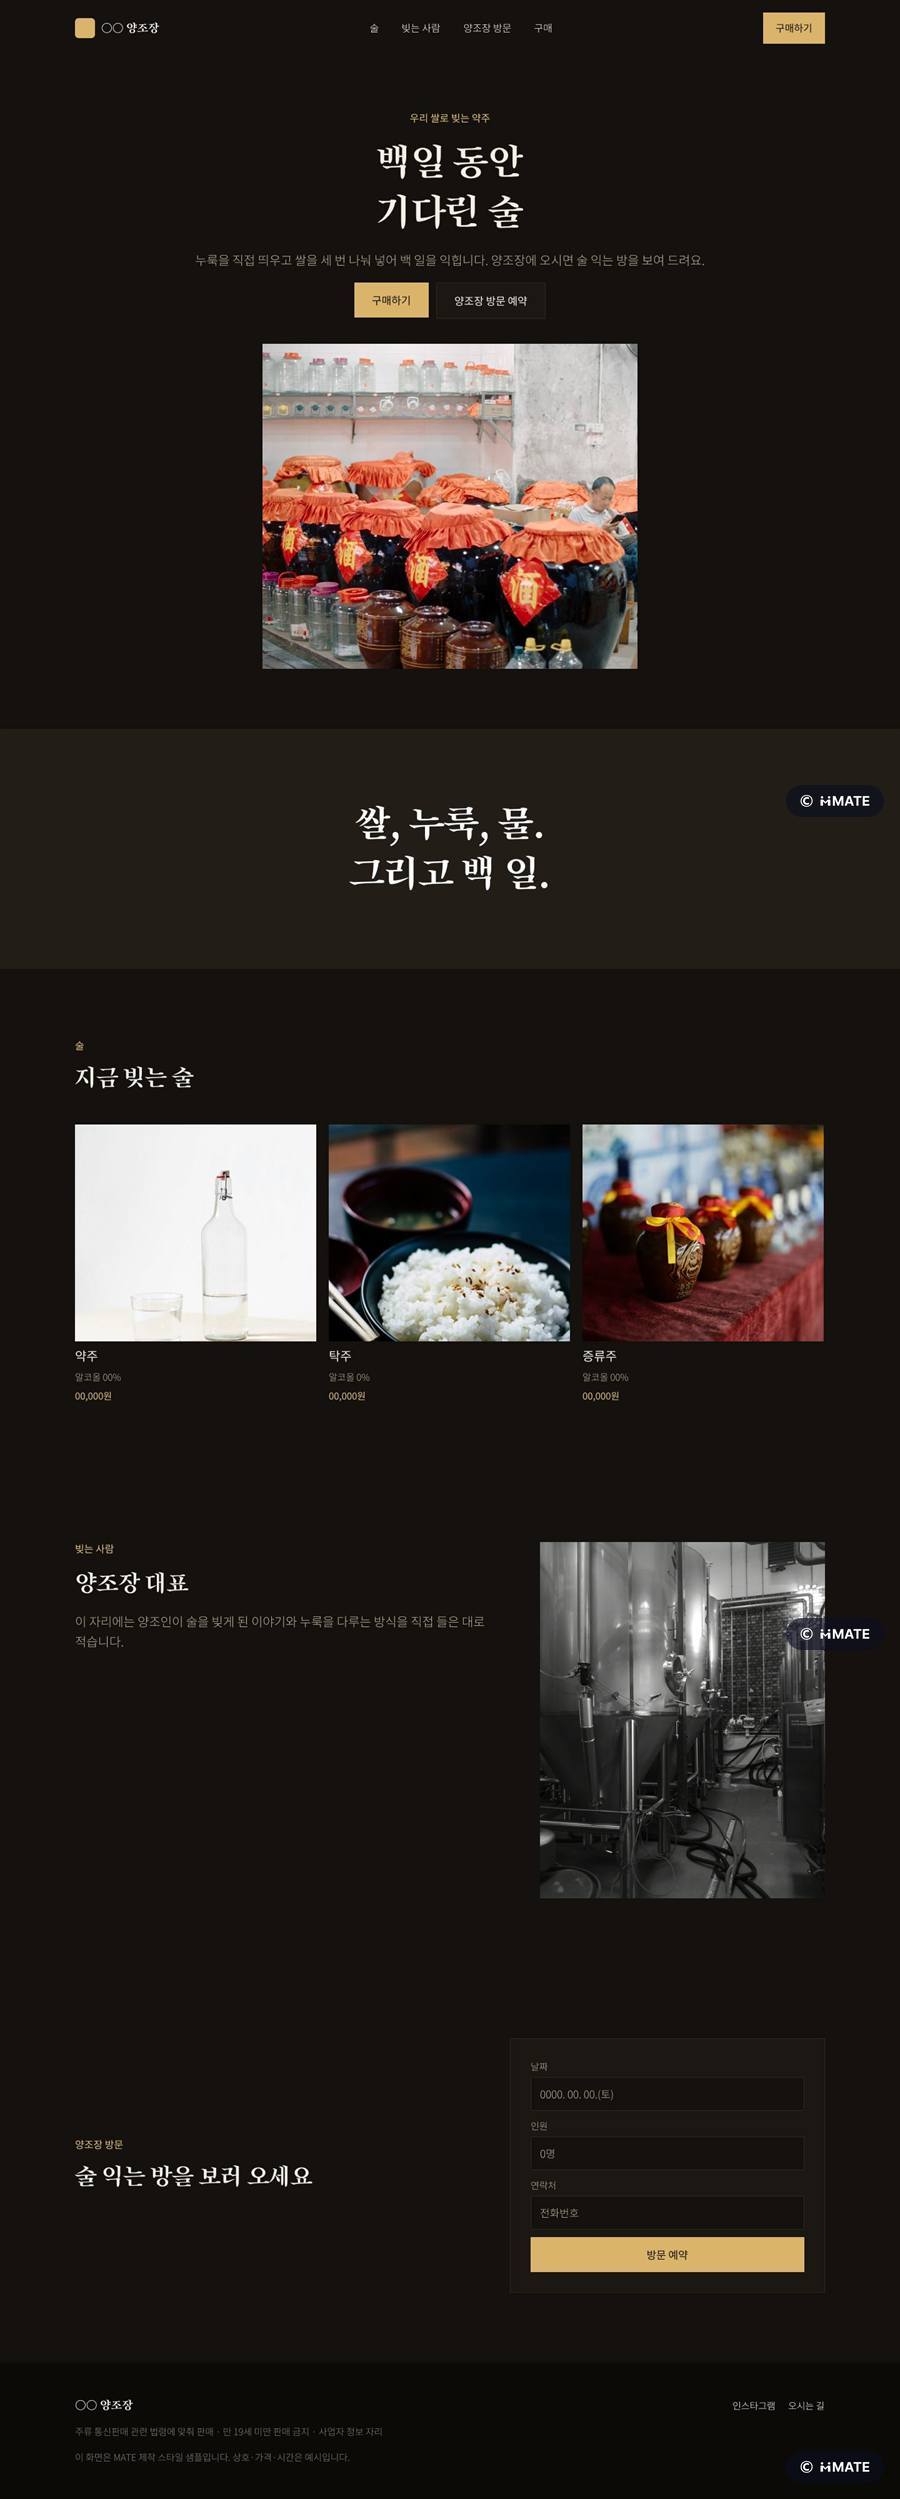 ○○ 양조장
술 빚는 사람 양조장 방문 구매
구매하기
우리 쌀로 빚는 약주
백일 동안
기다린 술
누룩을 직접 띄우고 쌀을 세 번 나눠 넣어 백 일을 익힙니다. 양조장에 오시면 술 익는 방을 보여 드려요.
구매하기
양조장 방문 예약
酒
酒
酒
酒
쌀, 누룩, 물.
그리고 백 일.
© MATE
술
지금 빚는 술
약주
알코올 00%
00,000원
탁주
알코올 0%
00,000원
증류주
알코올 00%
00,000원
빚는 사람
양조장 대표
이 자리에는 양조인이 술을 빚게 된 이야기와 누룩을 다루는 방식을 직접 들은 대로
적습니다.
© MATE
양조장 방문
술 익는 방을 보러 오세요
날짜
0000. 00. 00.(토)
인원
0명
연락처
전화번호
방문 예약
○○ 양조장
인스타그램 오시는 길
주류 통신판매 관련 법령에 맞춰 판매 · 만 19세 미만 판매 금지 · 사업자 정보 자리
이 화면은 MATE 제작 스타일 샘플입니다. 상호·가격·시간은 예시입니다.
© MATE